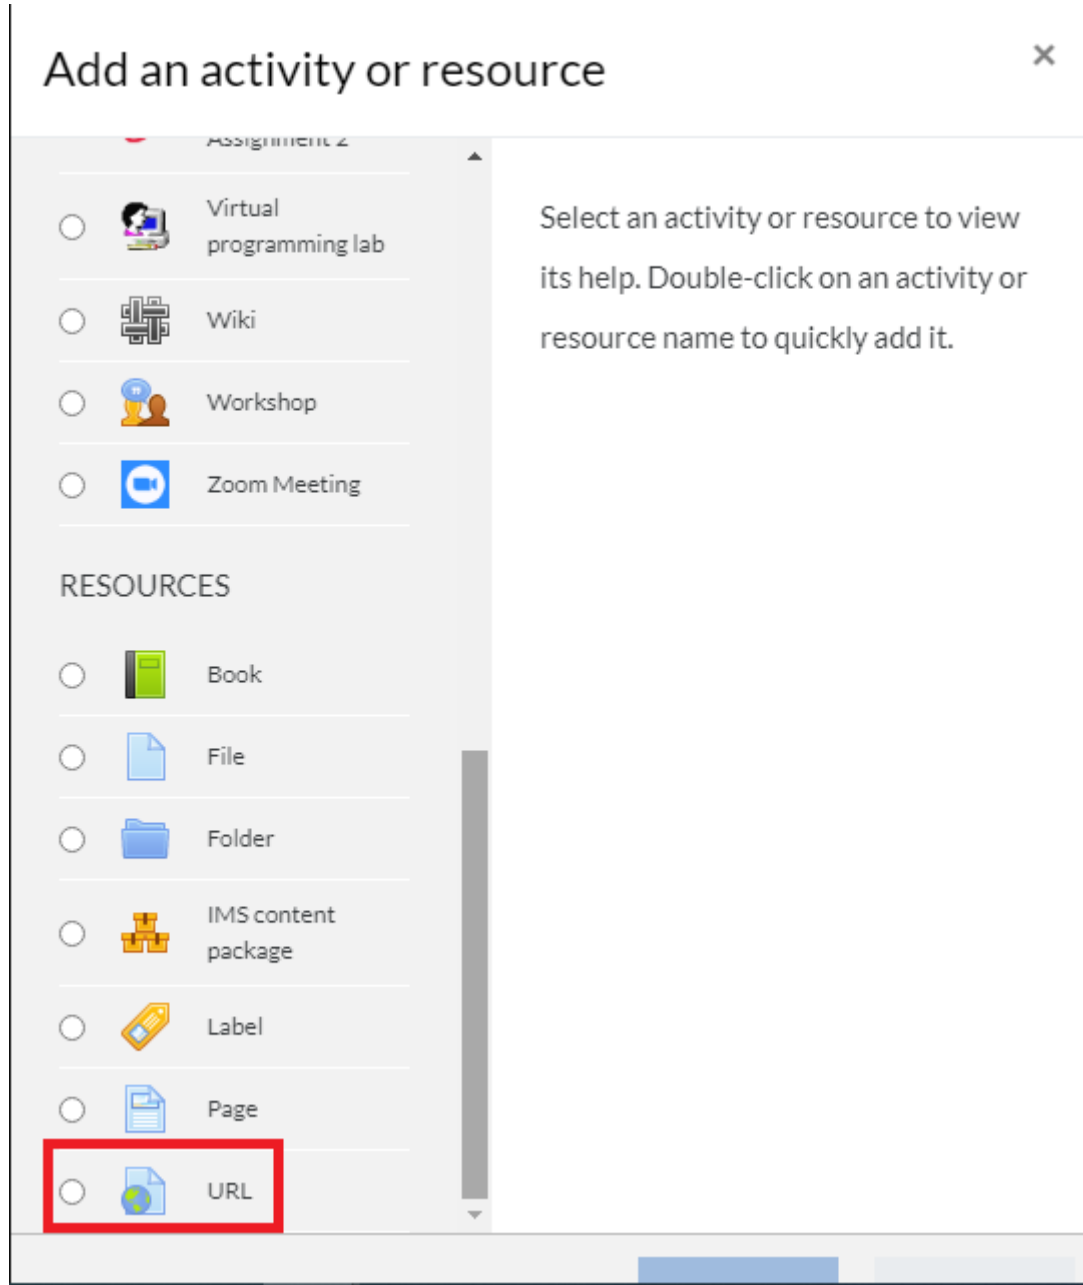 Add an activity or resource
×
Assignment 2
Virtual
programming lab
Wiki
Workshop
Zoom Meeting
RESOURCES
Book
File
Folder
IMS content
package
Label
Page
URL
Select an activity or resource to view
its help. Double-click on an activity or
resource name to quickly add it.